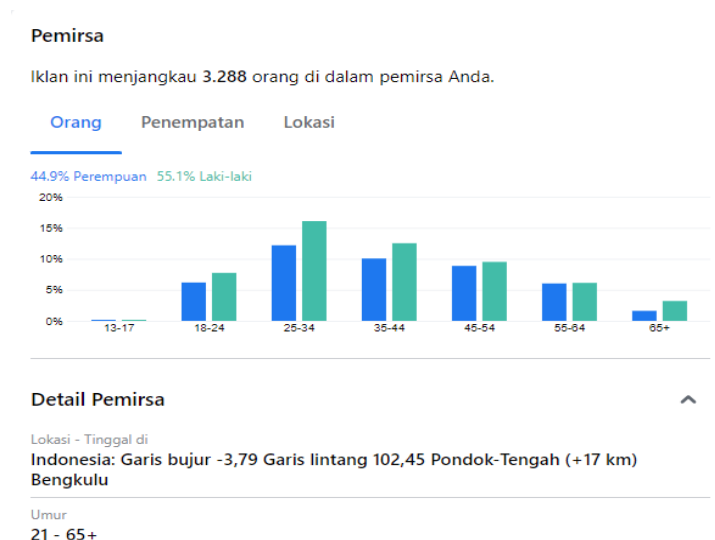 Pemirsa
Iklan ini menjangkau 3.288 orang di dalam pemirsa Anda.
Orang Penempatan Lokasi
44.9% Perempuan 55.1% Laki-laki
20%
15%
10%
5%
0%
13-17 18-24 25-34 35-44 45-54 55-64 65+
Detail Pemirsa
Lokasi - Tinggal di
Indonesia: Garis bujur -3,79 Garis lintang 102,45 Pondok-Tengah (+17 km)
Bengkulu
Umur
21 - 65+